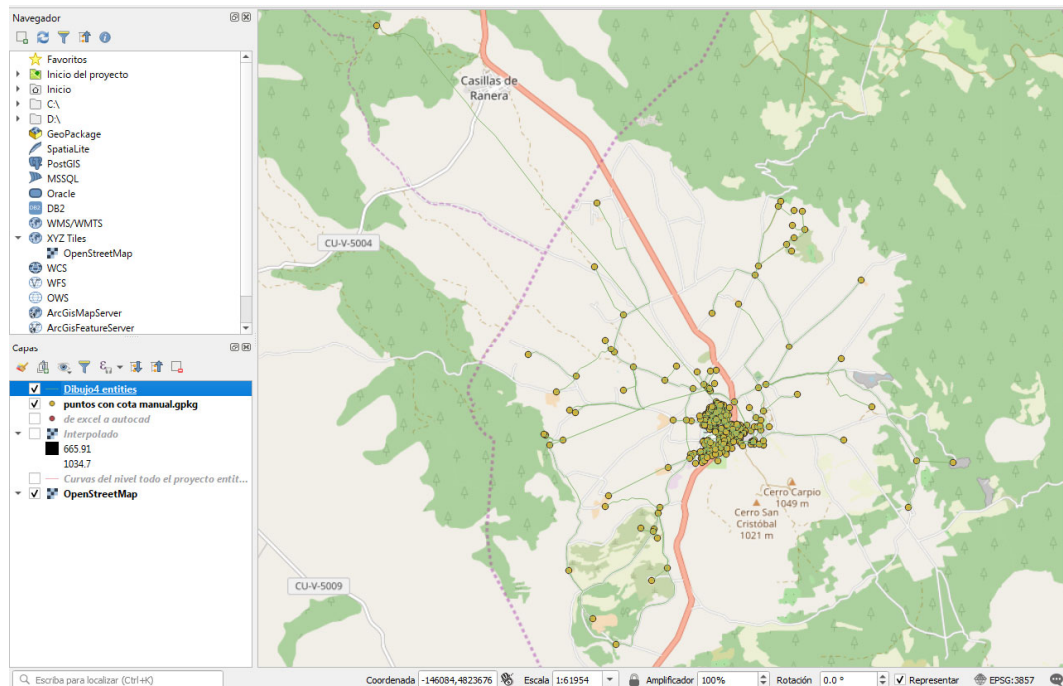 Navegador
Favoritos
Inicio del proyecto
Inicio
C:\
D:\
GeoPackage
SpatiaLite
PostGIS
MSSQL
Oracle
DB2
DB2
WMS/WMTS
XYZ Tiles
OpenStreetMap
WCS
WFS
OWS
ArcGisMapServer
ArcGisFeatureServer
Capas
Dibujo4 entities
puntos con cota manual.gpkg
de excel a autocad
Interpolado
665.91
1034.7
Curvas del nivel todo el proyecto entit...
OpenStreetMap
Casillas de
Ranera
CU-V-5004
Cerro Carpio
1049 m
Cerro San
Cristóbal
1021 m
CU-V-5009
Escriba para localizar (Ctrl+K)
Coordenada -146084,4823676 Escala 1:61954 Amplificador 100% Rotación 0.0 ° Representar EPSG:3857